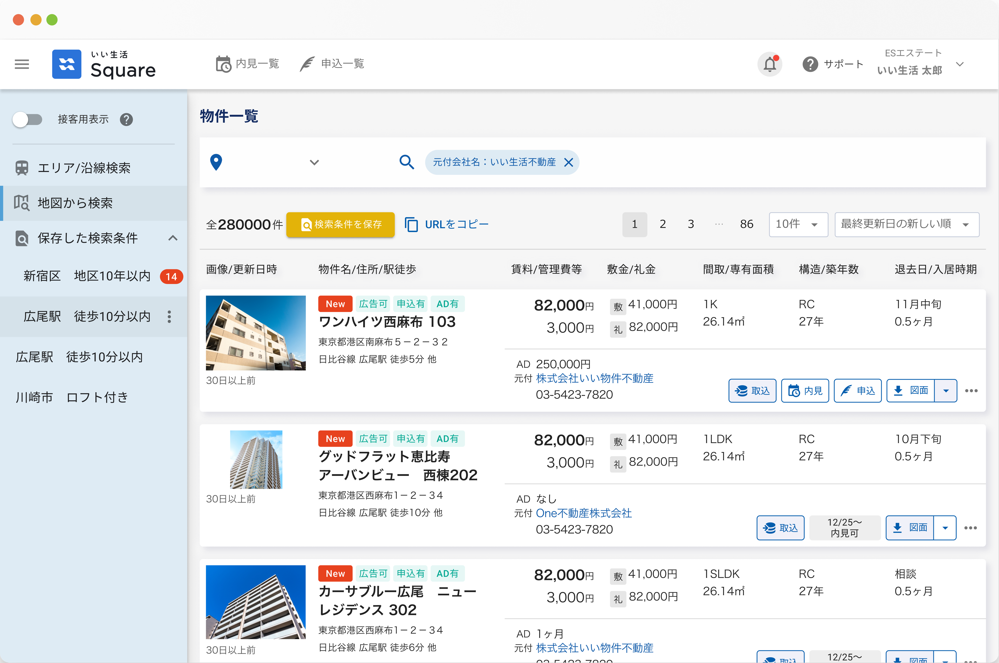 いい生活
Square
内見一覧
申込一覧
サポート
ESエステート
いい生活 太郎
接客用表示
エリア/沿線検索
地図から検索
保存した検索条件
新宿区　地区10年以内 14
広尾駅　徒歩10分以内
広尾駅　徒歩10分以内
川崎市　ロフト付き
物件一覧
元付会社名：いい生活不動産
全280000件
検索条件を保存
URLをコピー
1 2 3 … 86
10件
最終更新日の新しい順
画像/更新日時 物件名/住所/駅徒歩 賃料/管理費等 敷金/礼金 間取/専有面積 構造/築年数 退去日/入居時期
New 広告可 申込有 AD有
ワンハイツ西麻布 103
東京都港区南麻布５－２－３２
日比谷線 広尾駅 徒歩5分 他
30日以上前
82,000円 敷 41,000円 1K RC 11月中旬
3,000円 礼 82,000円 26.14㎡ 27年 0.5ヶ月
AD 250,000円
元付 株式会社いい物件不動産
03-5423-7820
取込 内見 申込 図面
New 広告可 申込有 AD有
グッドフラット恵比寿
アーバンビュー　西棟202
東京都港区西麻布1－２－３4
日比谷線 広尾駅 徒歩10分 他
30日以上前
82,000円 敷 41,000円 1LDK RC 10月下旬
3,000円 礼 82,000円 26.14㎡ 27年 0.5ヶ月
AD なし
元付 One不動産株式会社
03-5423-7820
取込
12/25〜
内見可
図面
New 広告可 申込有 AD有
カーサブルー広尾　ニュー
レジデンス 302
東京都港区西麻布1－２－３4
日比谷線 広尾駅 徒歩6分 他
30日以上前
82,000円 敷 41,000円 1SLDK RC 相談
3,000円 礼 82,000円 26.14㎡ 27年 0.5ヶ月
AD 1ヶ月
元付 株式会社いい物件不動産
03-5423-7820
取込
12/25〜
図面